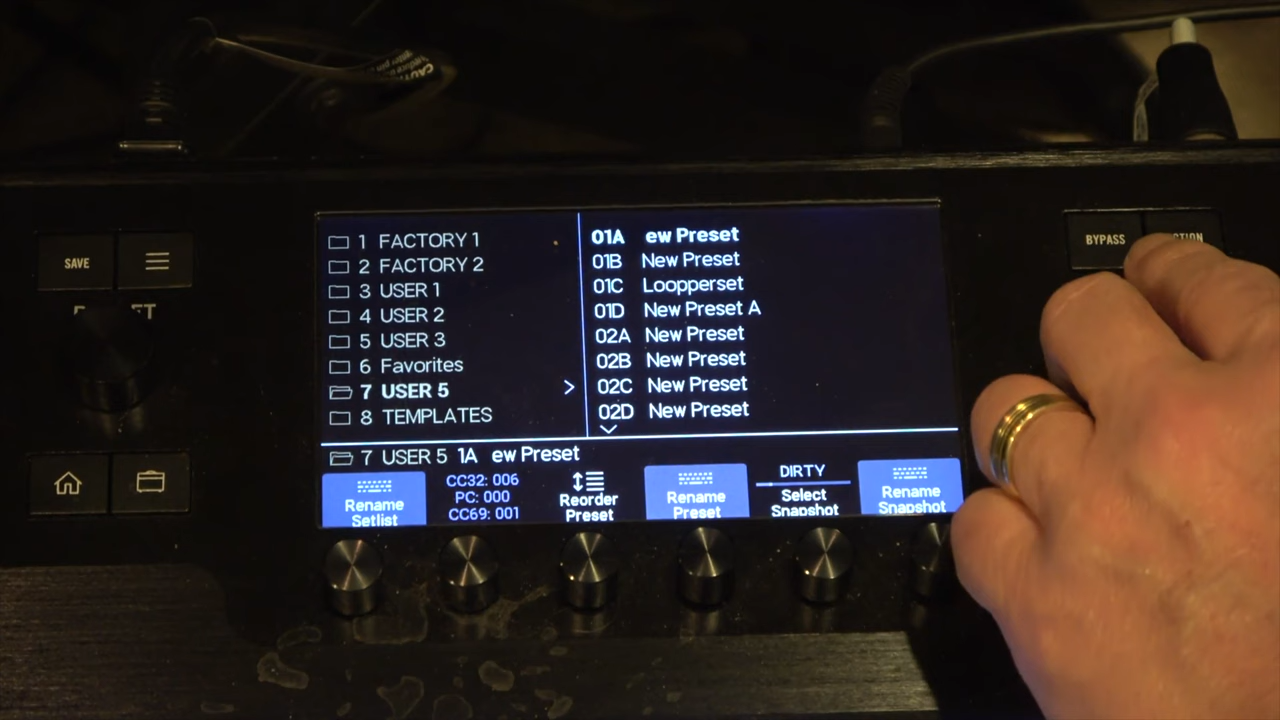 CAUTION
SAVE
BYPASS
1 FACTORY 1
2 FACTORY 2
3 USER 1
4 USER 2
5 USER 3
6 Favorites
7 USER 5 >
8 TEMPLATES
01A ew Preset
01B New Preset
01C Loopperset
01D New Preset A
02A New Preset
02B New Preset
02C New Preset
02D New Preset
7 USER 5 1A ew Preset
Rename
Setlist
CC32: 006
PC: 000
CC69: 001
Reorder
Preset
Rename
Preset
DIRTY
Select
Snapshot
Rename
Snapshot